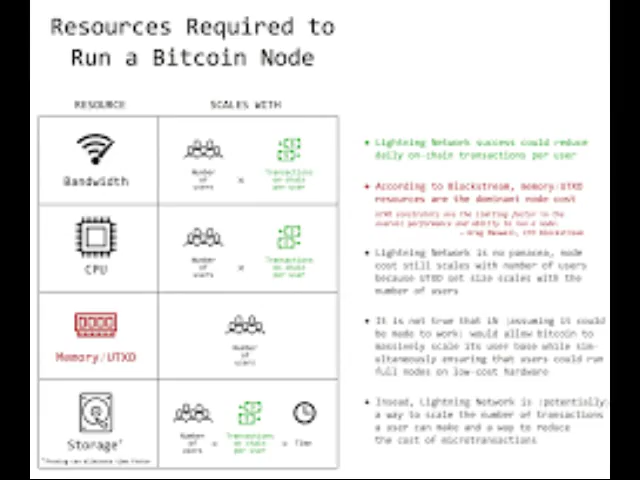 Resources Required to
Run a Bitcoin Node
RESOURCE
SCALES WITH
Bandwidth
Number
of
users
x
Transactions
on chain
per user
CPU
Number
of
users
x
Transactions
on chain
per user
Memory/UTXO
Number
of
users
Storage*
Number
of
users
x
Transactions
on chain
per user
x
Time
• Lightning Network success could reduce
daily on-chain transactions per user
• According to Blockstream, memory/UTXO
resources are the dominant node cost
• Lightning Network is no panacea, node
cost still scales with number of users
because UTXO set size scales with the
number of users
• It is not true that LN (assuming it could
be made to work) would allow bitcoin to
massively scale its user base while sim-
ultaneously ensuring that users could run
full nodes on low-cost hardware
• Insead, Lightning Network is (potentially)
a way to scale the number of transactions
a user can make and a way to reduce
the cost of microtransactions